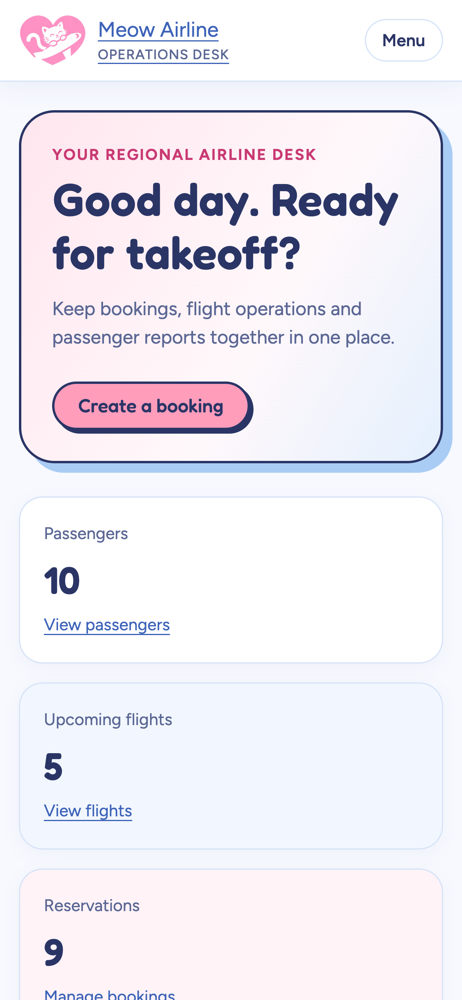 Meow Airline
OPERATIONS DESK
Menu
YOUR REGIONAL AIRLINE DESK
Good day. Ready
for takeoff?
Keep bookings, flight operations and
passenger reports together in one place.
Create a booking
Passengers
10
View passengers
Upcoming flights
5
View flights
Reservations
9
Manage bookings